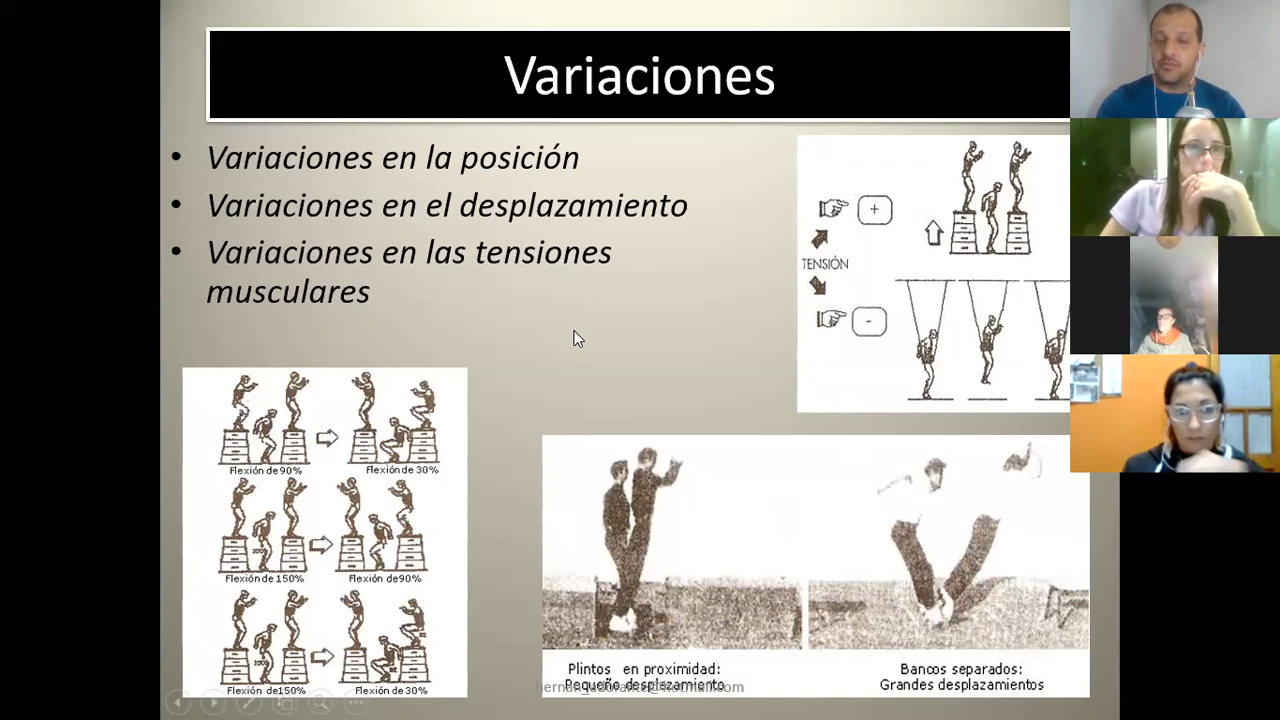 Variaciones
• Variaciones en la posición
• Variaciones en el desplazamiento
• Variaciones en las tensiones
musculares
+
TENSIÓN
-
Flexión de 90%
Flexión de 30%
Flexión de 150%
Flexión de 90%
Flexión de 150%
Flexión de 30%
Plintos en proximidad:
Pequeño desplazamiento
Bancos separados:
Grandes desplazamientos